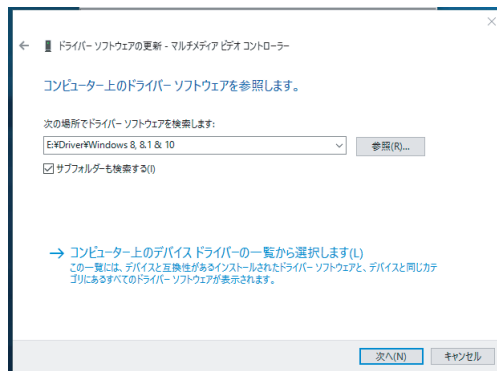 ドライバー ソフトウェアの更新 - マルチメディア ビデオ コントローラー
コンピューター上のドライバー ソフトウェアを参照します。
次の場所でドライバー ソフトウェアを検索します:
E:¥Driver¥Windows 8, 8.1 & 10
参照(R)...
サブフォルダーも検索する(I)
コンピューター上のデバイス ドライバーの一覧から選択します(L)
この一覧には、デバイスと互換性があるインストールされたドライバー ソフトウェアと、デバイスと同じカテ
ゴリにあるすべてのドライバー ソフトウェアが表示されます。
次へ(N)
キャンセル